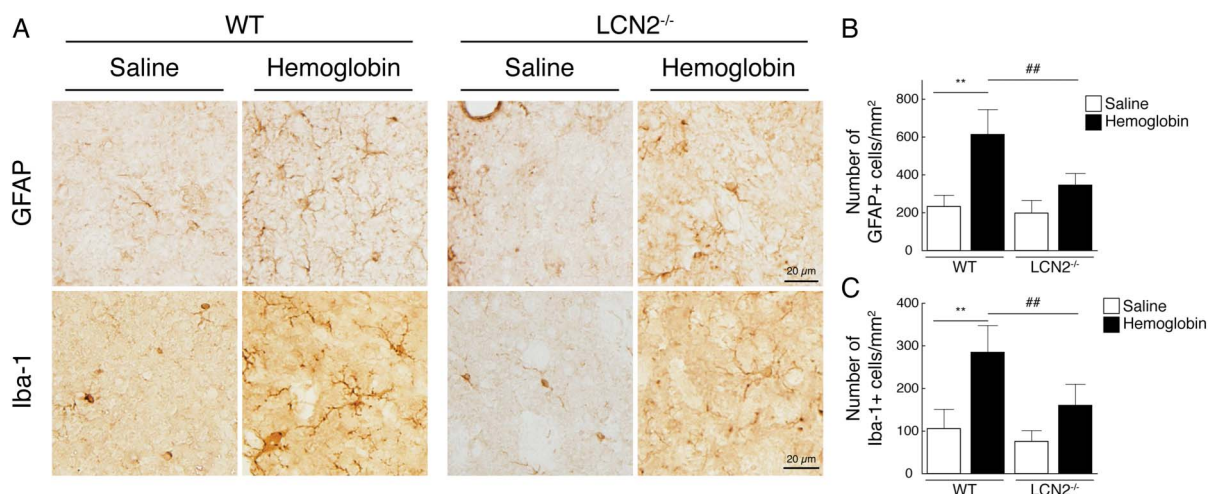 A
WT
LCN2-/-
Saline
Hemoglobin
Saline
Hemoglobin
GFAP
20 µm
Iba-1
20 µm
B
**
##
Saline
Hemoglobin
Number of
GFAP+ cells/mm²
800
600
400
200
0
WT
LCN2-/-
C
**
##
Saline
Hemoglobin
Number of
Iba-1+ cells/mm²
400
300
200
100
0
WT
LCN2-/-